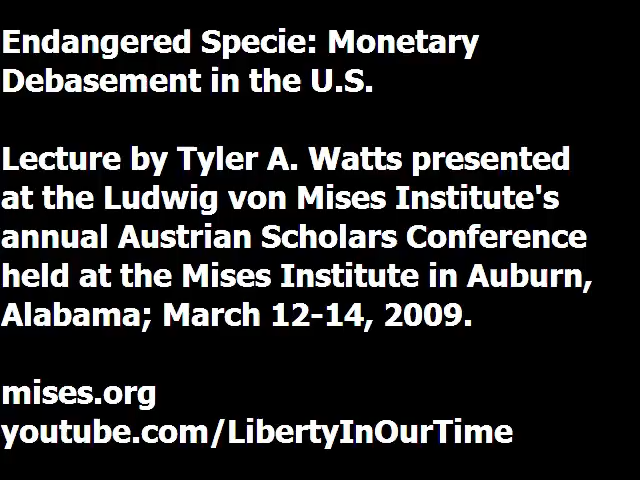 Endangered Specie: Monetary
Debasement in the U.S.
Lecture by Tyler A. Watts presented
at the Ludwig von Mises Institute's
annual Austrian Scholars Conference
held at the Mises Institute in Auburn,
Alabama; March 12-14, 2009.
mises.org
youtube.com/LibertyInOurTime